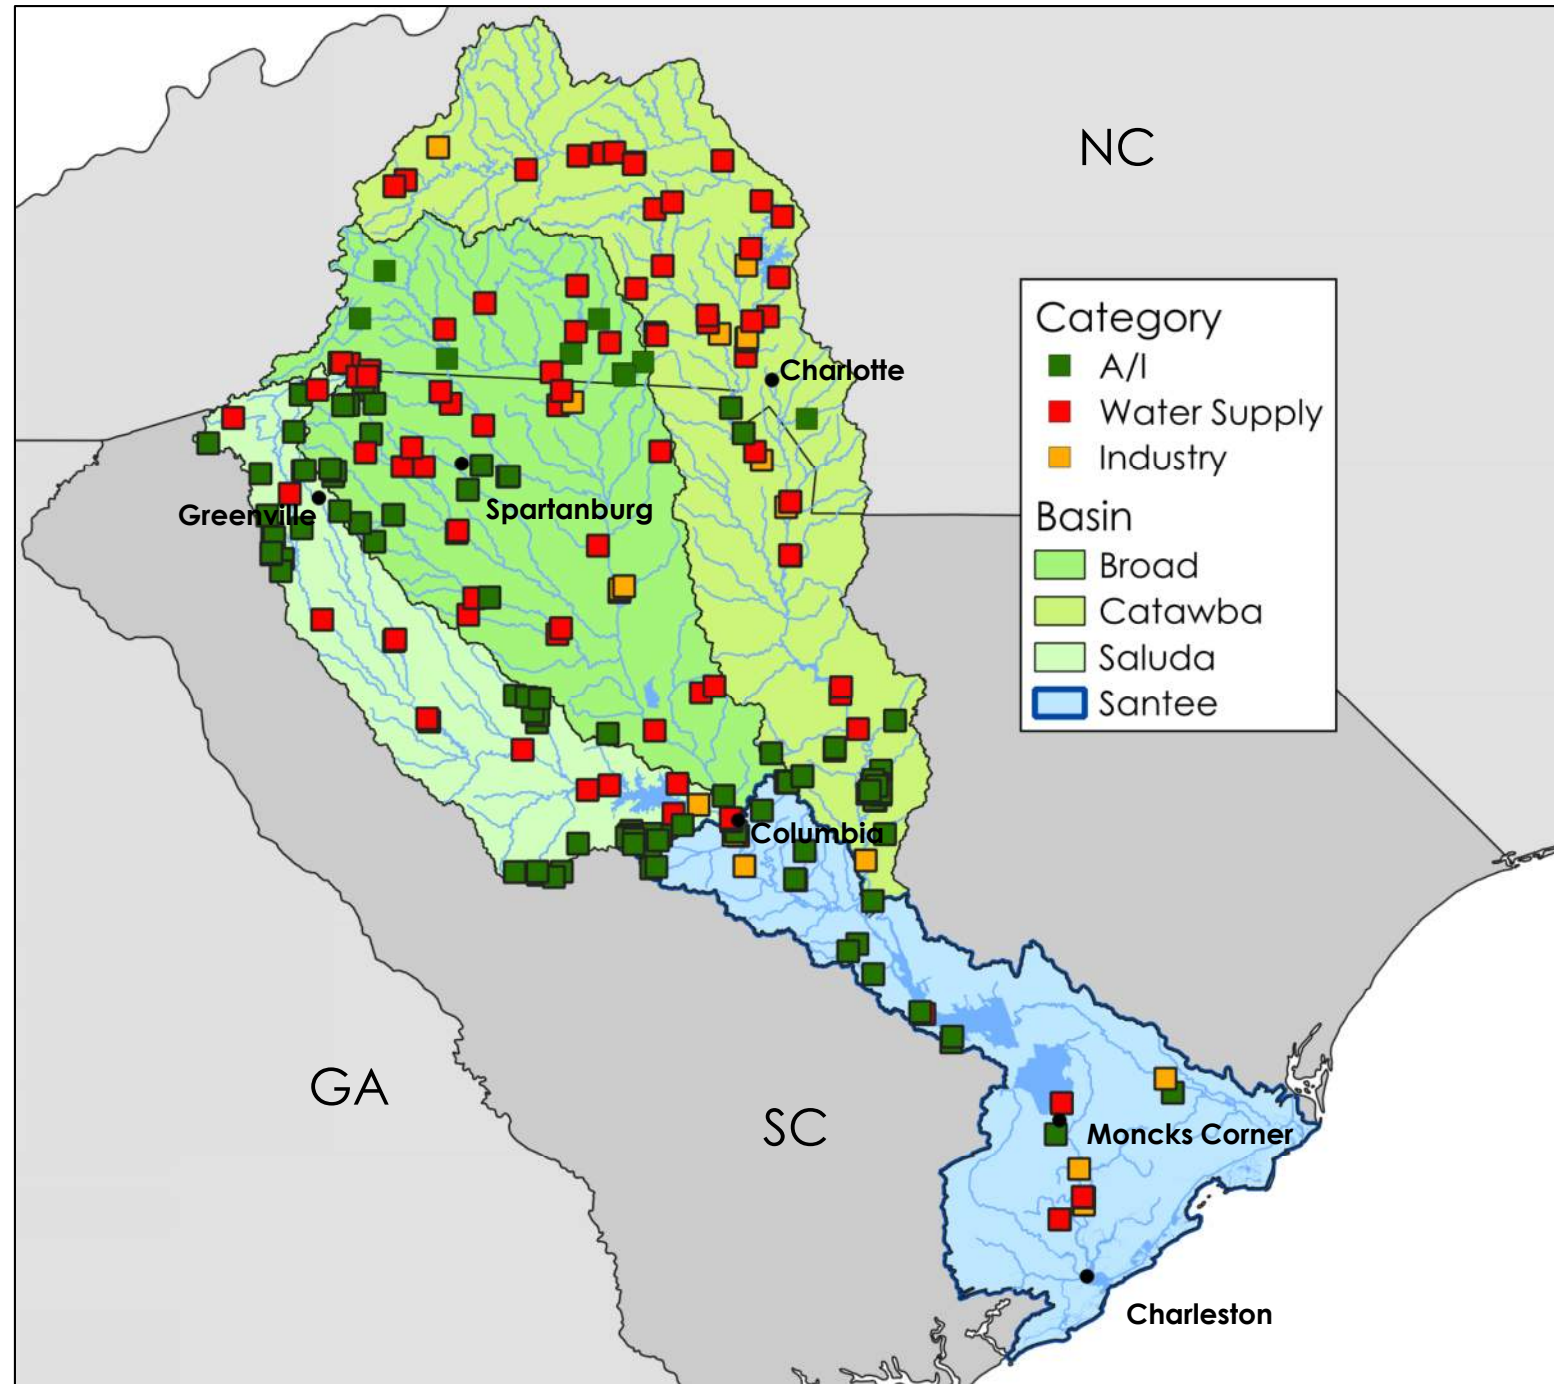 NC
Category
A/I
Water Supply
Industry
Basin
Broad
Catawba
Saluda
Santee
Charlotte
Greenville
Spartanburg
Columbia
GA
SC
Moncks Corner
Charleston